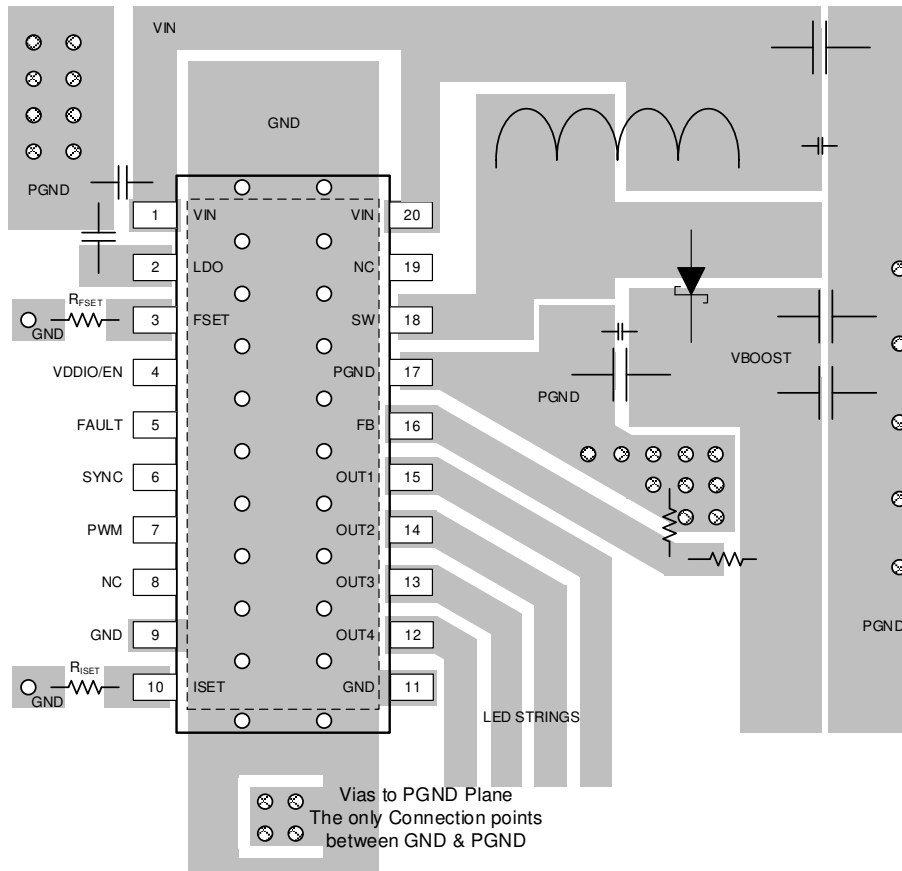 VIN
GND
PGND
1 VIN VIN 20
2 LDO NC 19
RFSET
GND
3 FSET SW 18
VDDIO/EN 4 PGND 17
PGND
VBOOST
FAULT 5 FB 16
SYNC 6 OUT1 15
PWM 7 OUT2 14
NC 8 OUT3 13
GND 9 OUT4 12
PGND
RISET
GND
10 ISET GND 11
LED STRINGS
Vias to PGND Plane
The only Connection points
between GND & PGND